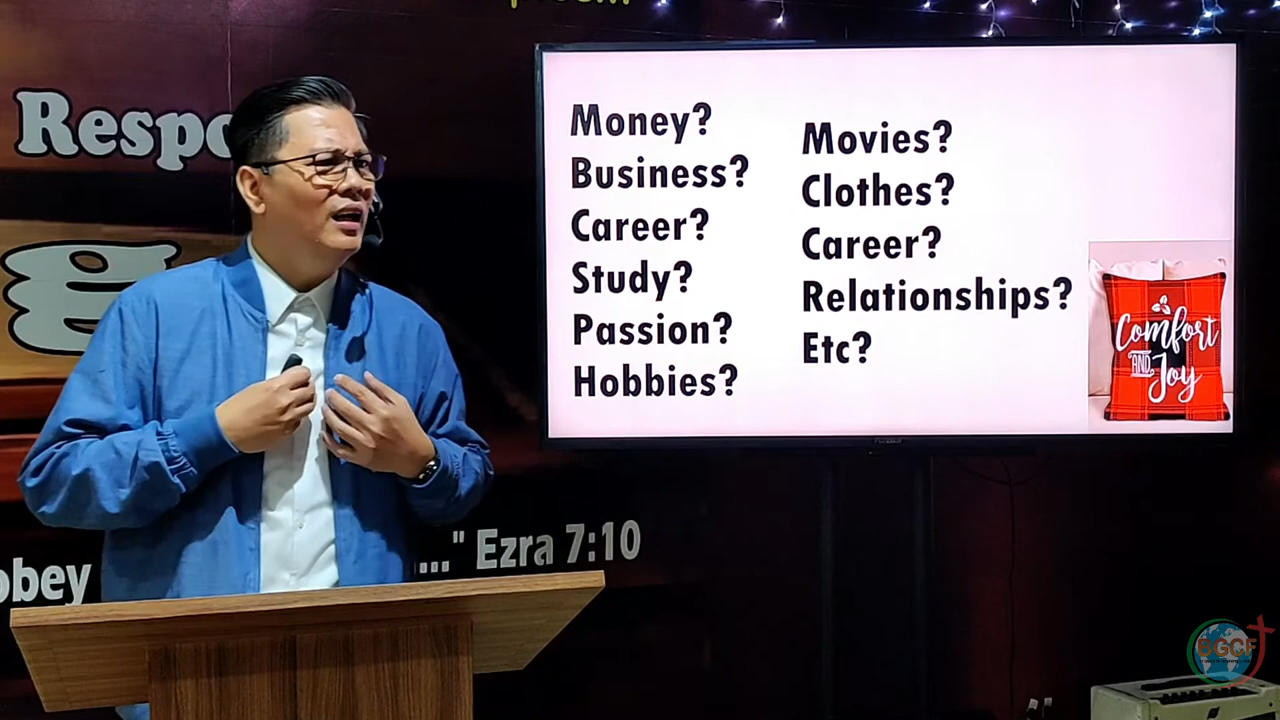 Respo
Money?
Business?
Career?
Study?
Passion?
Hobbies?
Movies?
Clothes?
Career?
Relationships?
Etc?
Comfort
AND
Joy
obey
..." Ezra 7:10
BGCF